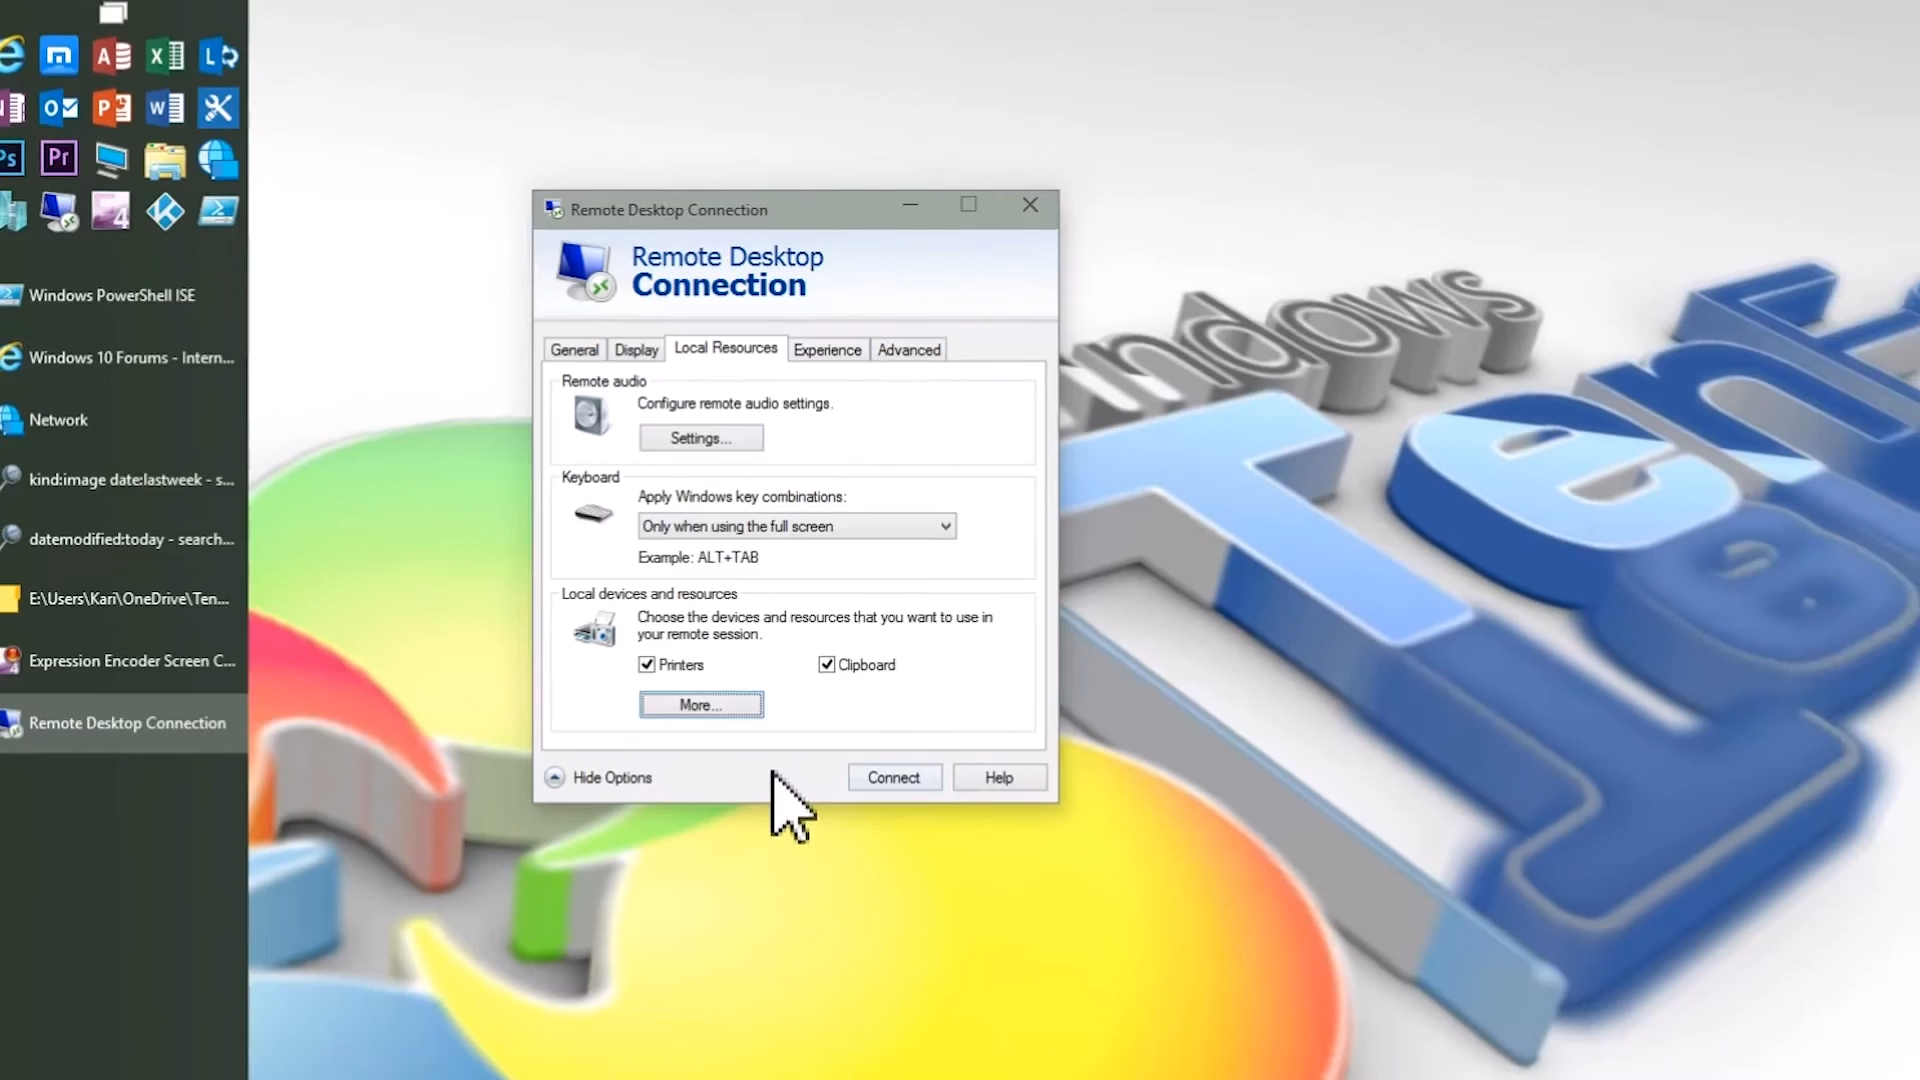 Windows PowerShell ISE
Windows 10 Forums - Intern...
Network
kind:image date:lastweek - s...
datemodified:today - search...
E:\Users\Kari\OneDrive\Ten...
Expression Encoder Screen C...
Remote Desktop Connection
Remote Desktop Connection
Remote Desktop
Connection
General Display Local Resources Experience Advanced
Remote audio
Configure remote audio settings.
Settings...
Keyboard
Apply Windows key combinations:
Only when using the full screen
Example: ALT+TAB
Local devices and resources
Choose the devices and resources that you want to use in
your remote session.
Printers Clipboard
More...
Hide Options Connect Help